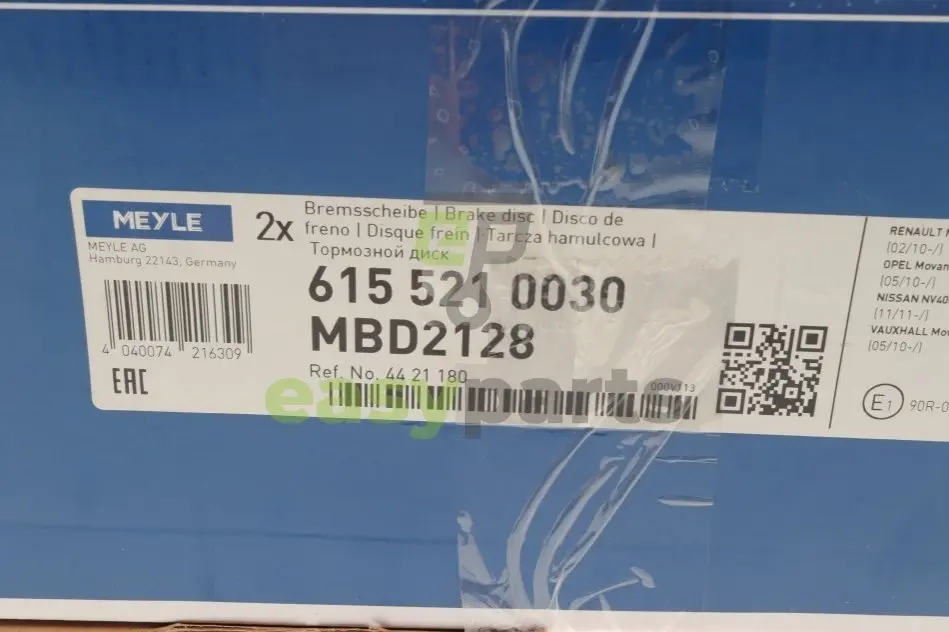 MEYLE
MEYLE AG
Hamburg 22143, Germany
4 040074 216309
EAC
2x
Bremsscheibe | Brake disc | Disco de
freno | Disque frein | Tarcza hamulcowa |
Тормозной диск
615 521 0030
MBD2128
Ref. No. 44 21 180
000V113
easyparts
ep
RENAULT
(02/10-/)
OPEL Movan
(05/10-/)
NISSAN NV40
(11/11-/)
VAUXHALL Mov
(05/10-/)
E1 90R-0